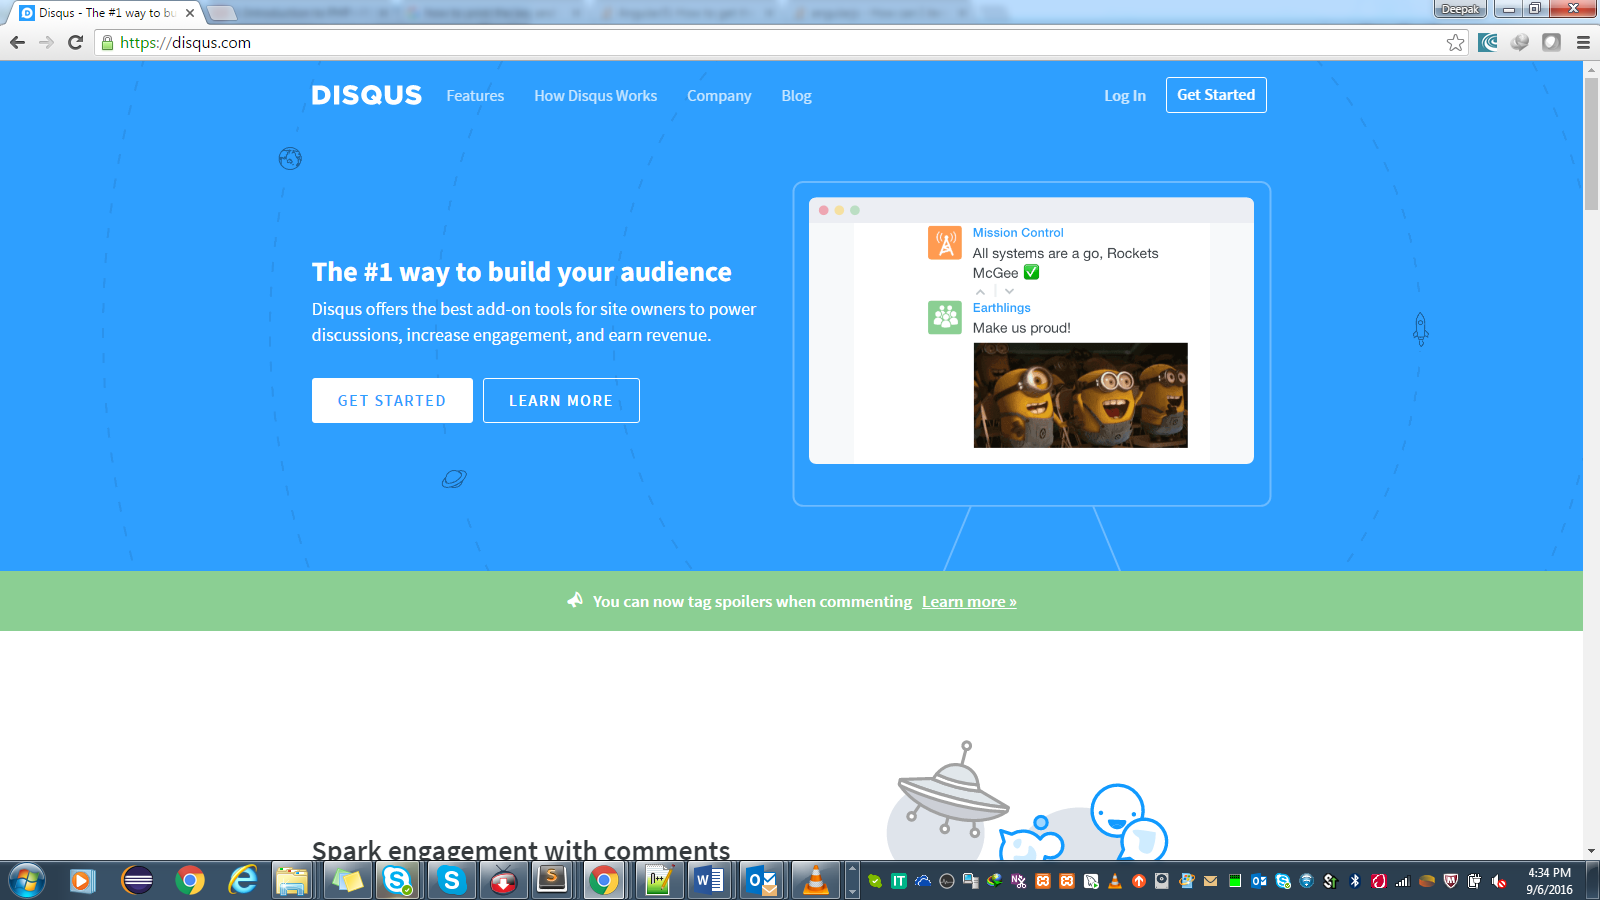 Disqus - The #1 way to bu
Deepak
https://disqus.com
DISQUS
Features
How Disqus Works
Company
Blog
Log In
Get Started
Mission Control
All systems are a go, Rockets
McGee
Earthlings
Make us proud!
The #1 way to build your audience
Disqus offers the best add-on tools for site owners to power
discussions, increase engagement, and earn revenue.
GET STARTED
LEARN MORE
You can now tag spoilers when commenting Learn more »
Spark engagement with comments
4:34 PM
9/6/2016